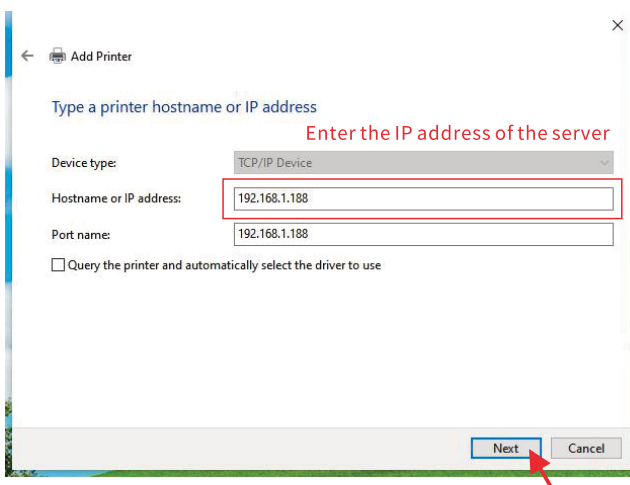 Add Printer
Type a printer hostname or IP address
Enter the IP address of the server
Device type: TCP/IP Device
Hostname or IP address: 192.168.1.188
Port name: 192.168.1.188
Query the printer and automatically select the driver to use
Next Cancel